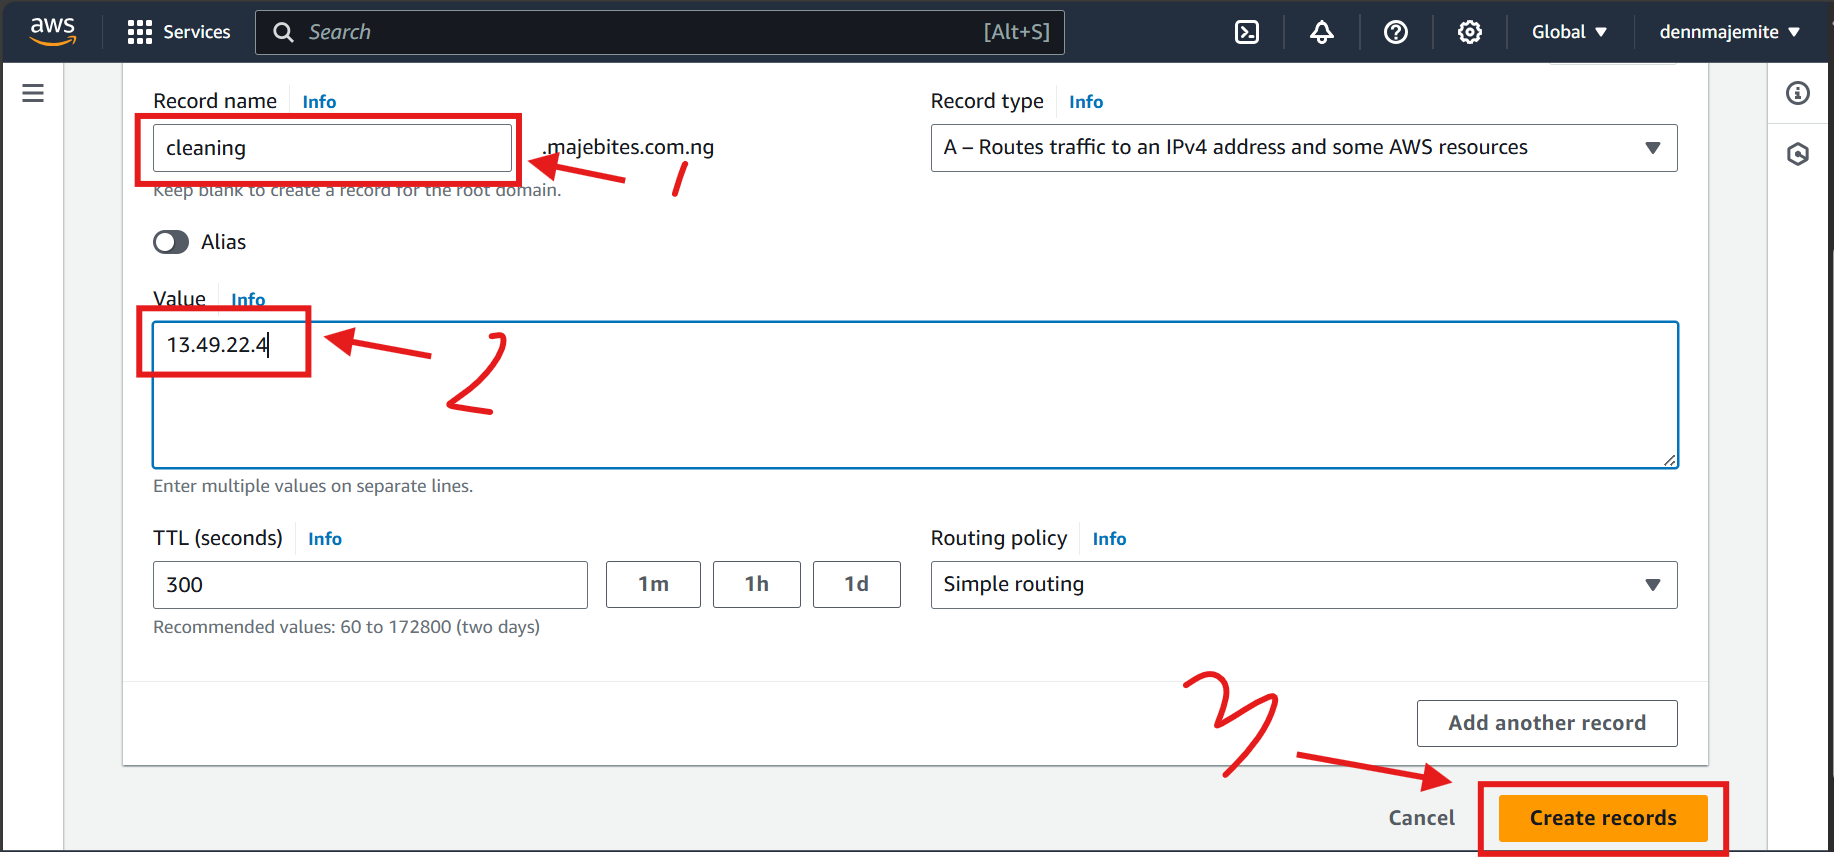 aws
Services
Search
[Alt+S]
Global
dennmajemite
Record name
Info
Record type
Info
cleaning
.majebites.com.ng
A – Routes traffic to an IPv4 address and some AWS resources
1
Keep blank to create a record for the root domain.
Alias
Value
Info
13.49.22.4
2
Enter multiple values on separate lines.
TTL (seconds)
Info
Routing policy
Info
300
1m
1h
1d
Simple routing
Recommended values: 60 to 172800 (two days)
3
Add another record
Cancel
Create records